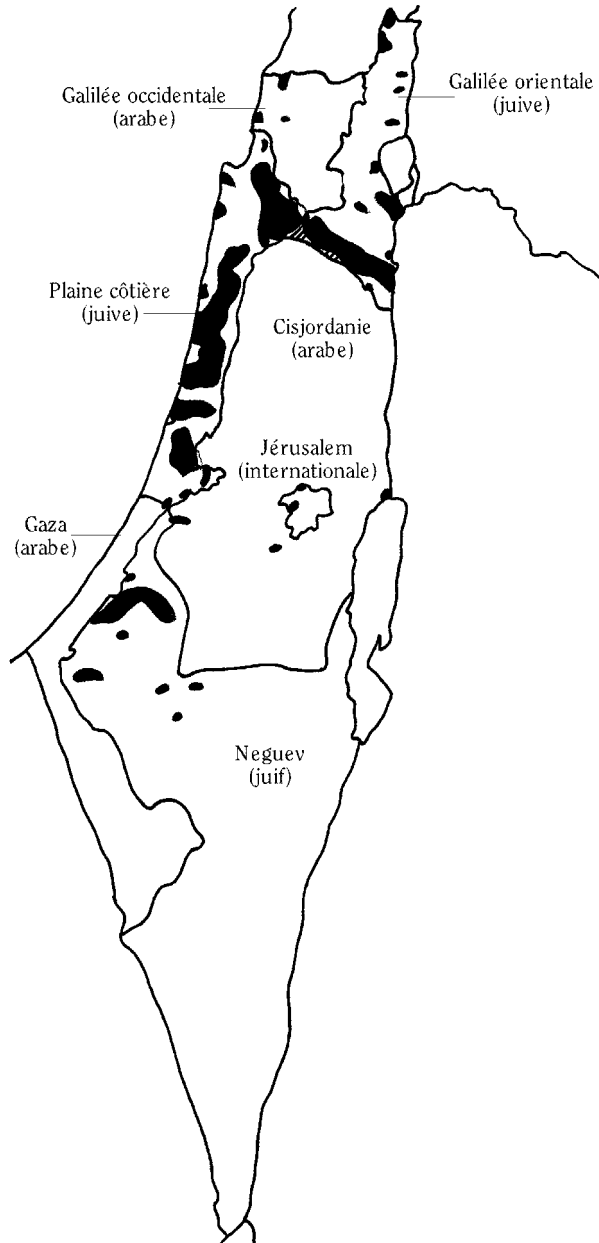 Galilée occidentale
(arabe)
Galilée orientale
(juive)
Plaine côtière
(juive)
Cisjordanie
(arabe)
Jérusalem
(internationale)
Gaza
(arabe)
Neguev
(juif)